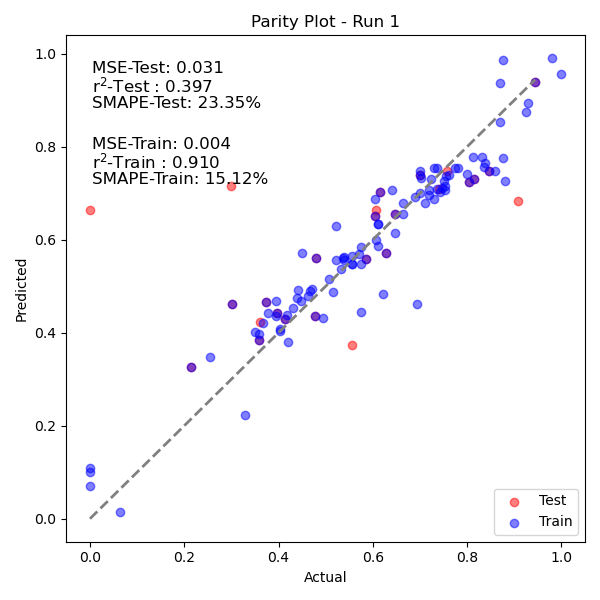 Parity Plot - Run 1
MSE-Test: 0.031
r²-Test : 0.397
SMAPE-Test: 23.35%
MSE-Train: 0.004
r²-Train : 0.910
SMAPE-Train: 15.12%
1.0
0.8
0.6
0.4
0.2
0.0
Predicted
Test
Train
0.0 0.2 0.4 0.6 0.8 1.0
Actual